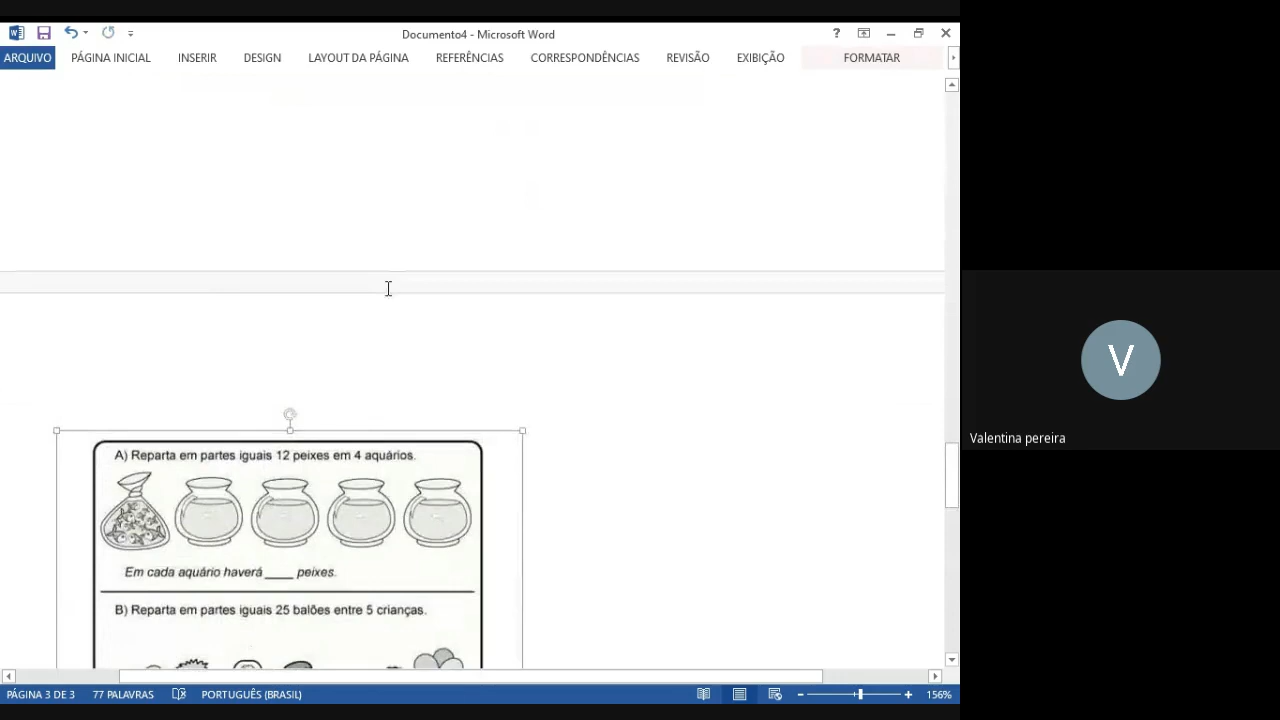 Documento4 - Microsoft Word
?
ARQUIVO PÁGINA INICIAL INSERIR DESIGN LAYOUT DA PÁGINA REFERÊNCIAS CORRESPONDÊNCIAS REVISÃO EXIBIÇÃO FORMATAR
A) Reparta em partes iguais 12 peixes em 4 aquários.
Em cada aquário haverá ____ peixes.
B) Reparta em partes iguais 25 balões entre 5 crianças.
V
Valentina pereira
PÁGINA 3 DE 3 77 PALAVRAS PORTUGUÊS (BRASIL) 156%